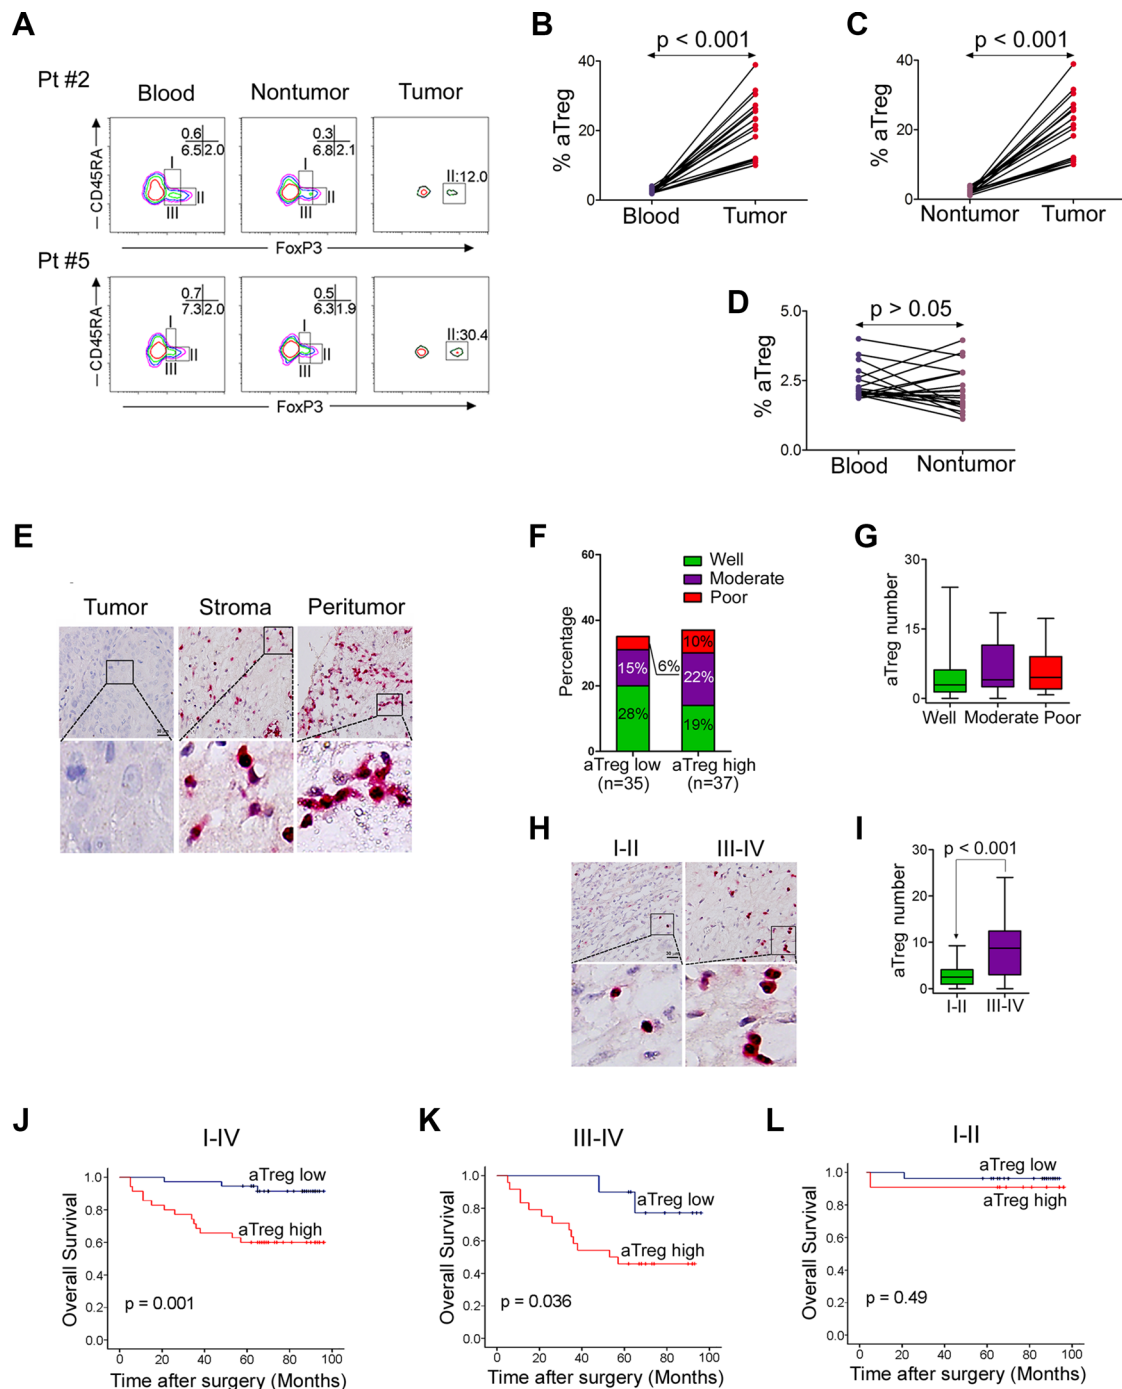 A
Pt #2
Blood
Nontumor
Tumor
CD45RA
0.6
6.5 2.0
I
II
III
0.3
6.8 2.1
I
II
III
II:12.0
FoxP3
Pt #5
CD45RA
0.7
7.3 2.0
I
II
III
0.5
6.3 1.9
I
II
III
II:30.4
FoxP3
B
p < 0.001
% aTreg
40
20
0
Blood
Tumor
C
p < 0.001
% aTreg
40
20
0
Nontumor
Tumor
D
p > 0.05
% aTreg
5.0
2.5
0.0
Blood
Nontumor
E
Tumor
Stroma
Peritumor
F
Percentage
60
40
20
0
Well
Moderate
Poor
15%
28%
6%
10%
22%
19%
aTreg low
(n=35)
aTreg high
(n=37)
G
aTreg number
30
15
0
Well
Moderate
Poor
H
I-II
III-IV
I
p < 0.001
aTreg number
30
20
10
0
I-II
III-IV
J
I-IV
Overall Survival
1.0
0.8
0.6
0.4
0.2
0.0
aTreg low
aTreg high
p = 0.001
0 20 40 60 80 100
Time after surgery (Months)
K
III-IV
Overall Survival
1.0
0.8
0.6
0.4
0.2
0.0
aTreg low
aTreg high
p = 0.036
0 20 40 60 80 100
Time after surgery (Months)
L
I-II
Overall Survival
1.0
0.8
0.6
0.4
0.2
0.0
aTreg low
aTreg high
p = 0.49
0 20 40 60 80 100
Time after surgery (Months)